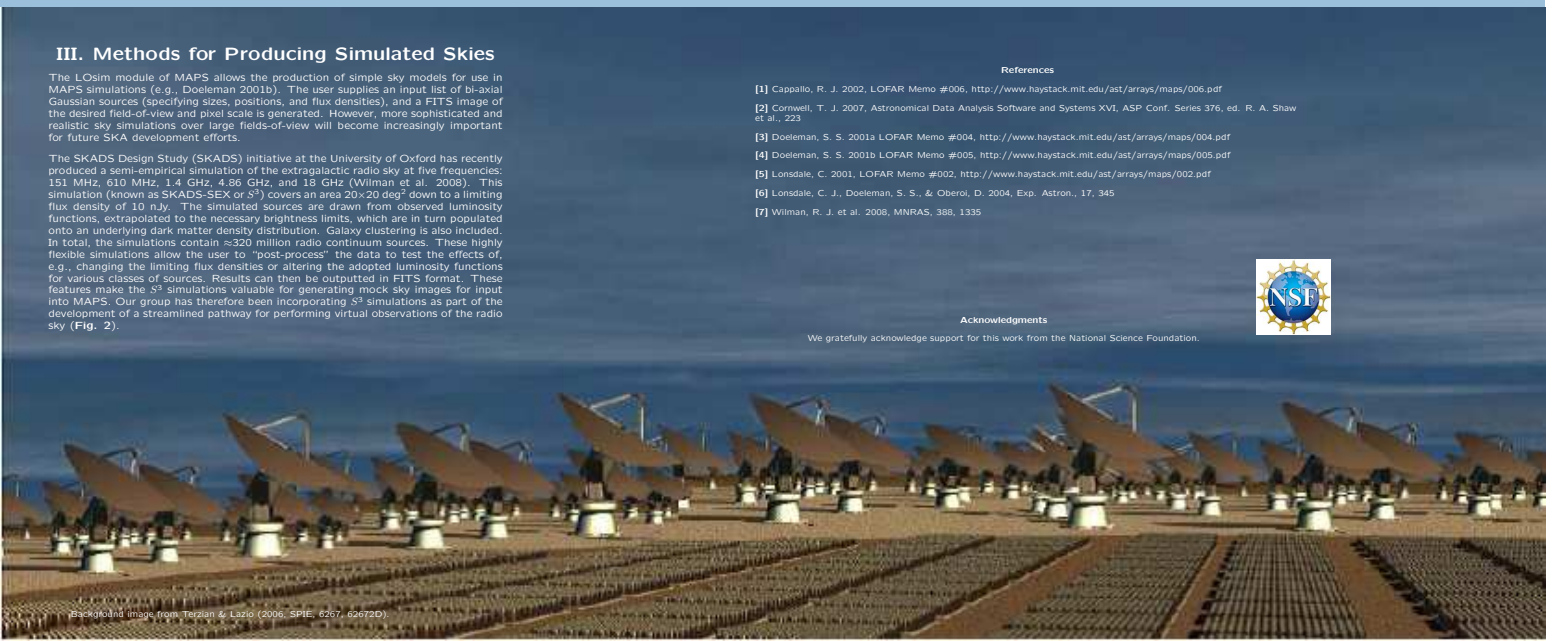 III. Methods for Producing Simulated Skies
The LOsim module of MAPS allows the production of simple sky models for use in
MAPS simulations (e.g., Doeleman 2001b). The user supplies an input list of bi-axial
Gaussian sources (specifying sizes, positions, and flux densities), and a FITS image of
the desired field-of-view and pixel scale is generated. However, more sophisticated and
realistic sky simulations over large fields-of-view will become increasingly important
for future SKA development efforts.
The SKADS Design Study (SKADS) initiative at the University of Oxford has recently
produced a semi-empirical simulation of the extragalactic radio sky at five frequencies:
151 MHz, 610 MHz, 1.4 GHz, 4.86 GHz, and 18 GHz (Wilman et al. 2008). This
simulation (known as SKADS-SEX or S³) covers an area 20×20 deg² down to a limiting
flux density of 10 nJy. The simulated sources are drawn from observed luminosity
functions, extrapolated to the necessary brightness limits, which are in turn populated
onto an underlying dark matter density distribution. Galaxy clustering is also included.
In total, the simulations contain ≈320 million radio continuum sources. These highly
flexible simulations allow the user to “post-process” the data to test the effects of,
e.g., changing the limiting flux densities or altering the adopted luminosity functions
for various classes of sources. Results can then be outputted in FITS format. These
features make the S³ simulations valuable for generating mock sky images for input
into MAPS. Our group has therefore been incorporating S³ simulations as part of the
development of a streamlined pathway for performing virtual observations of the radio
sky (Fig. 2).
References
[1] Cappallo, R. J. 2002, LOFAR Memo #006, http://www.haystack.mit.edu/ast/arrays/maps/006.pdf
[2] Cornwell, T. J. 2007, Astronomical Data Analysis Software and Systems XVI, ASP Conf. Series 376, ed. R. A. Shaw
et al., 223
[3] Doeleman, S. S. 2001a LOFAR Memo #004, http://www.haystack.mit.edu/ast/arrays/maps/004.pdf
[4] Doeleman, S. S. 2001b LOFAR Memo #005, http://www.haystack.mit.edu/ast/arrays/maps/005.pdf
[5] Lonsdale, C. 2001, LOFAR Memo #002, http://www.haystack.mit.edu/ast/arrays/maps/002.pdf
[6] Lonsdale, C. J., Doeleman, S. S., & Oberoi, D. 2004, Exp. Astron., 17, 345
[7] Wilman, R. J. et al. 2008, MNRAS, 388, 1335
NSF
Acknowledgments
We gratefully acknowledge support for this work from the National Science Foundation.
Background image from Terzian & Lazio (2006, SPIE, 6267, 62672D).